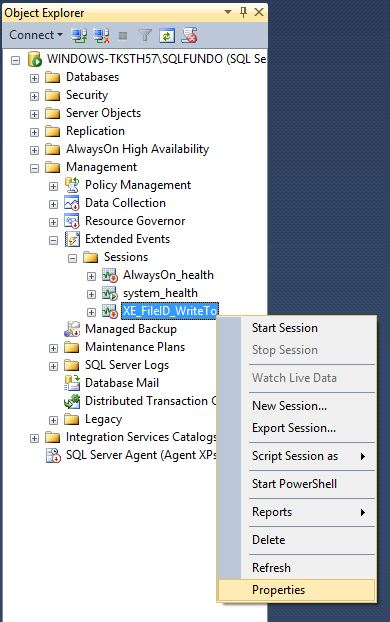 Object Explorer
Connect
WINDOWS-TKSTH57\SQLFUNDO (SQL Se
Databases
Security
Server Objects
Replication
AlwaysOn High Availability
Management
Policy Management
Data Collection
Resource Governor
Extended Events
Sessions
AlwaysOn_health
system_health
XE_FileID_WriteTo
Managed Backup
Maintenance Plans
SQL Server Logs
Database Mail
Distributed Transaction C
Legacy
Integration Services Catalogs
SQL Server Agent (Agent XPs
Start Session
Stop Session
Watch Live Data
New Session...
Export Session...
Script Session as
Start PowerShell
Reports
Delete
Refresh
Properties